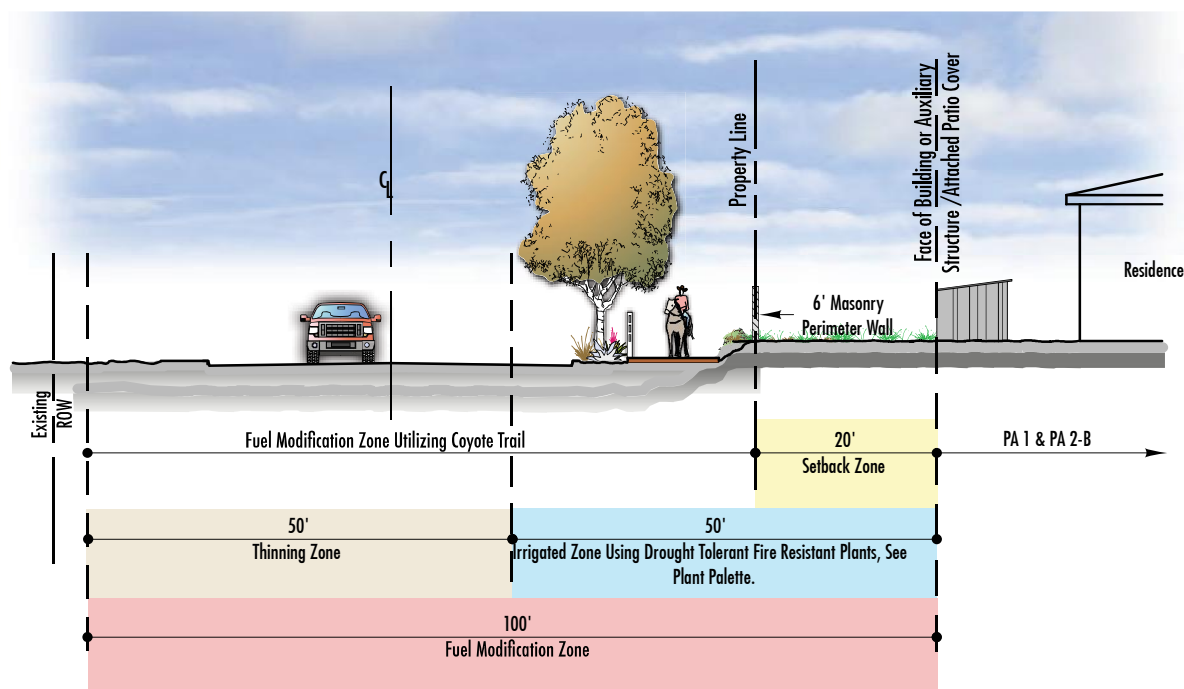 CL
Property Line
Face of Building or Auxiliary
Structure /Attached Patio Cover
Residence
6' Masonry
Perimeter Wall
Existing
ROW
Fuel Modification Zone Utilizing Coyote Trail
20'
Setback Zone
PA 1 & PA 2-B
50'
Thinning Zone
50'
Irrigated Zone Using Drought Tolerant Fire Resistant Plants, See
Plant Palette.
100'
Fuel Modification Zone